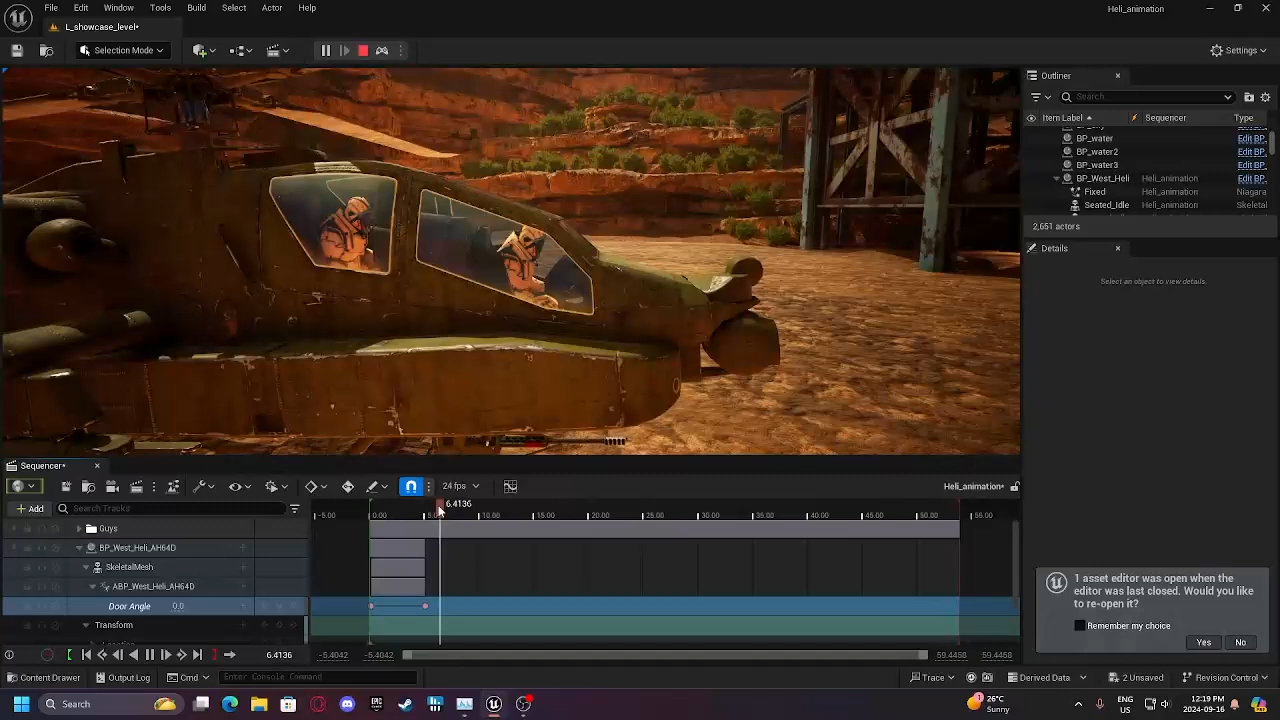 File Edit Window Tools Build Select Actor Help
Heli_animation
L_showcase_level•
Selection Mode
Settings
Outliner
Search
Item Label
Sequencer
Type
BP_water
Edit BP
BP_water2
Edit BP
BP_water3
Edit BP
BP_West_Heli
Heli_animation
Edit BP
Fixed
Heli_animation
Niagara
Seated_Idle
Heli_animation
Skeletal
2,651 actors
Details
Select an object to view details.
Sequencer•
24 fps
Heli_animation•
Add
Search Tracks
6.4136
-5.00 0.00 10.00 15.00 20.00 25.00 30.00 35.00 40.00 45.00 50.00 55.00
Guys
BP_West_Heli_AH64D
SkeletalMesh
ABP_West_Heli_AH64D
Door Angle 0.0
Transform
6.4136
-5.4042 -5.4042
59.4458 59.4458
1 asset editor was open when the
editor was last closed. Would you like
to re-open it?
Remember my choice
Yes No
Content Drawer
Output Log
Cmd
Enter Console Command
Trace
Derived Data
2 Unsaved
Revision Control
Search
26°C
Sunny
ENG
US
12:19 PM
2024-09-16